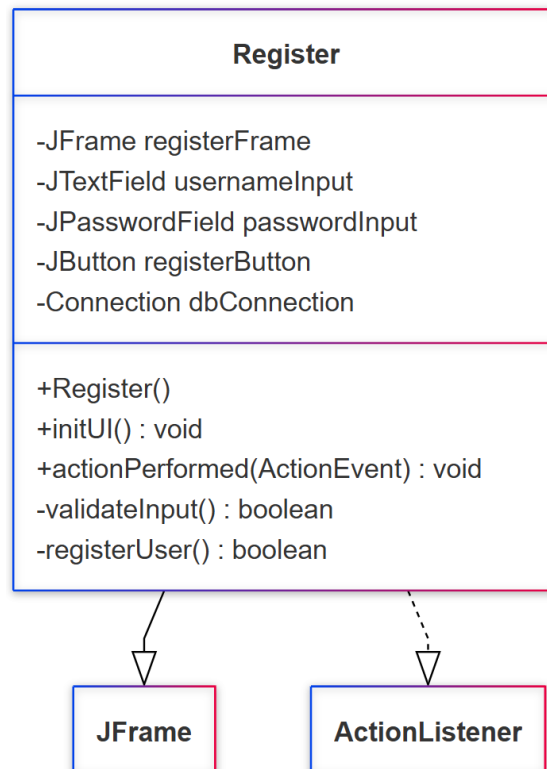 Register
-JFrame registerFrame
-JTextField usernameInput
-JPasswordField passwordInput
-JButton registerButton
-Connection dbConnection
+Register()
+initUI() : void
+actionPerformed(ActionEvent) : void
-validateInput() : boolean
-registerUser() : boolean
JFrame
ActionListener